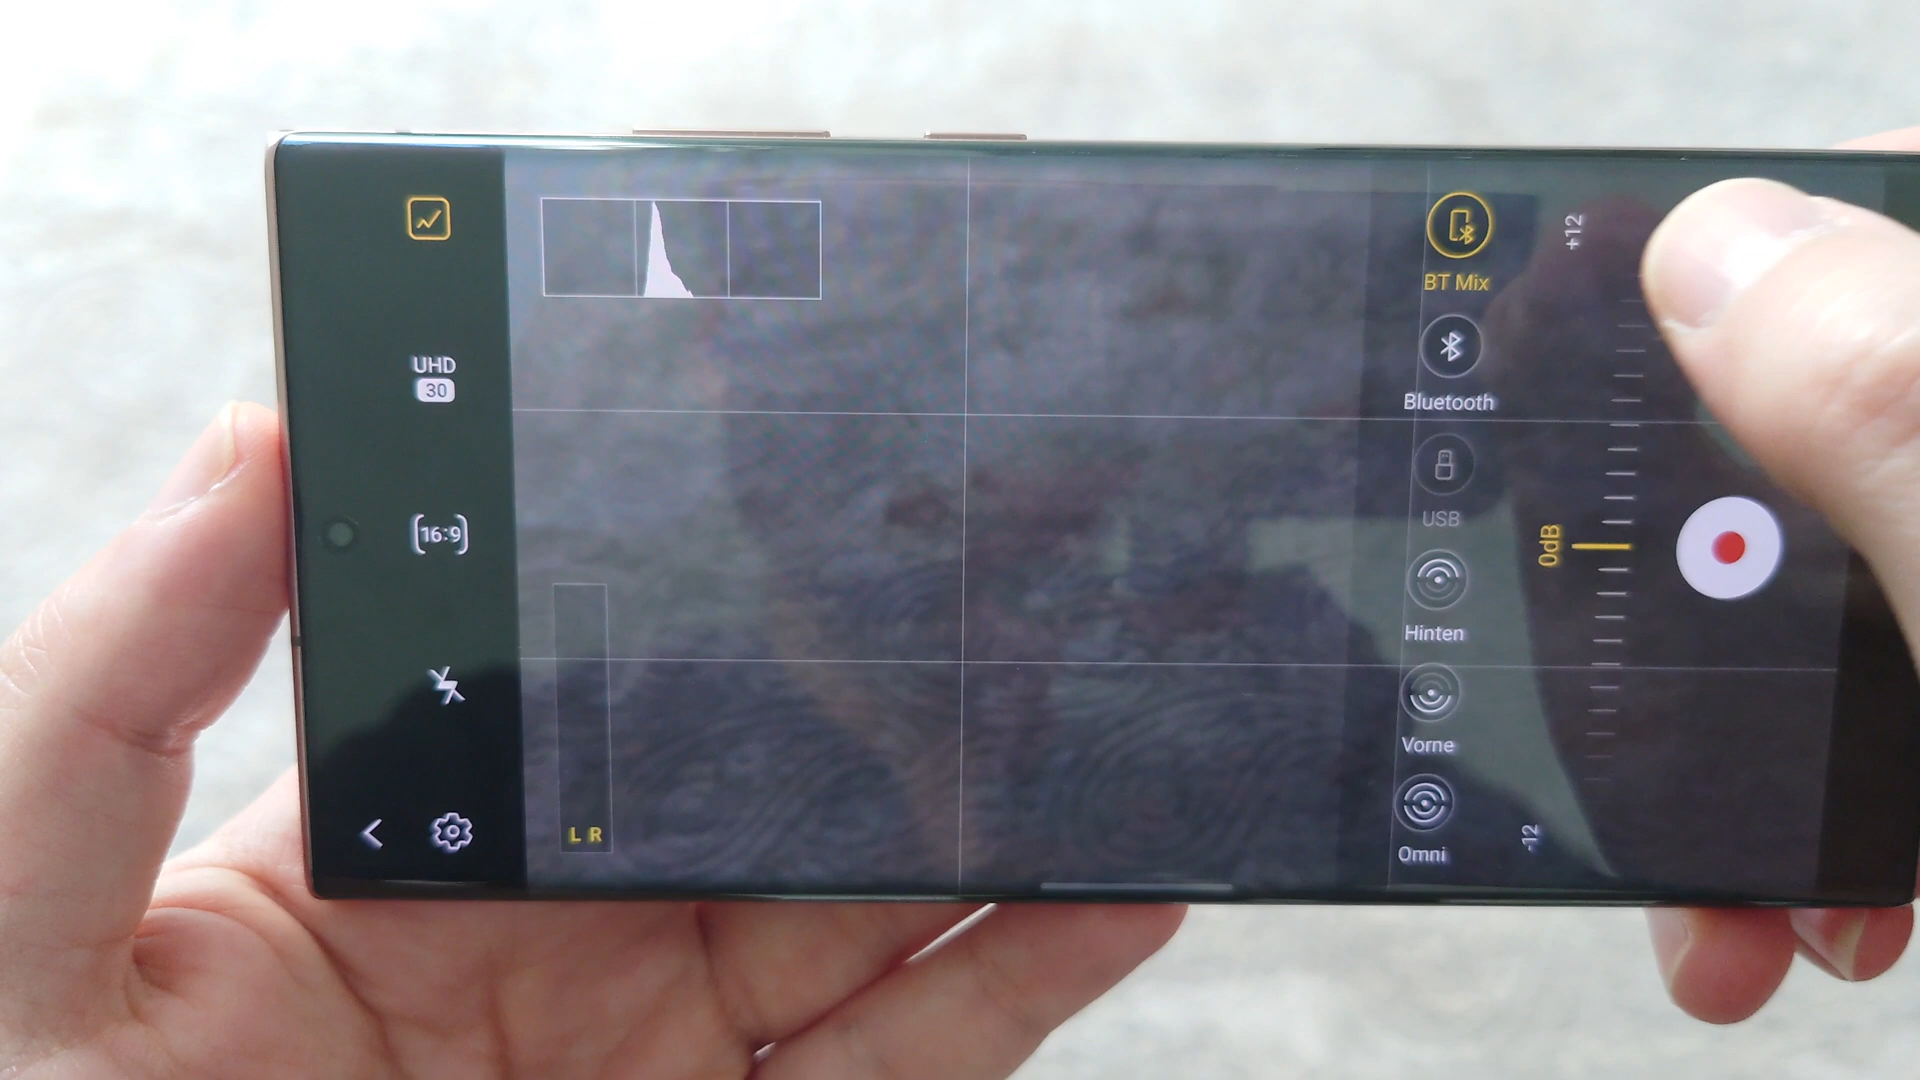 UHD
30
16:9
L R
BT Mix
Bluetooth
USB
Hinten
Vorne
Omni
+12
0dB
-12